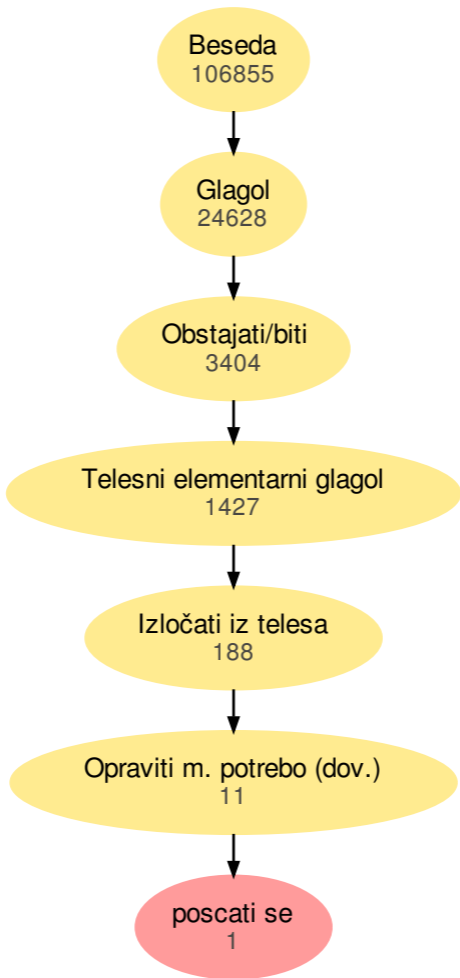 Beseda
106855
Glagol
24628
Obstajati/biti
3404
Telesni elementarni glagol
1427
Izločati iz telesa
188
Opraviti m. potrebo (dov.)
11
poscati se
1